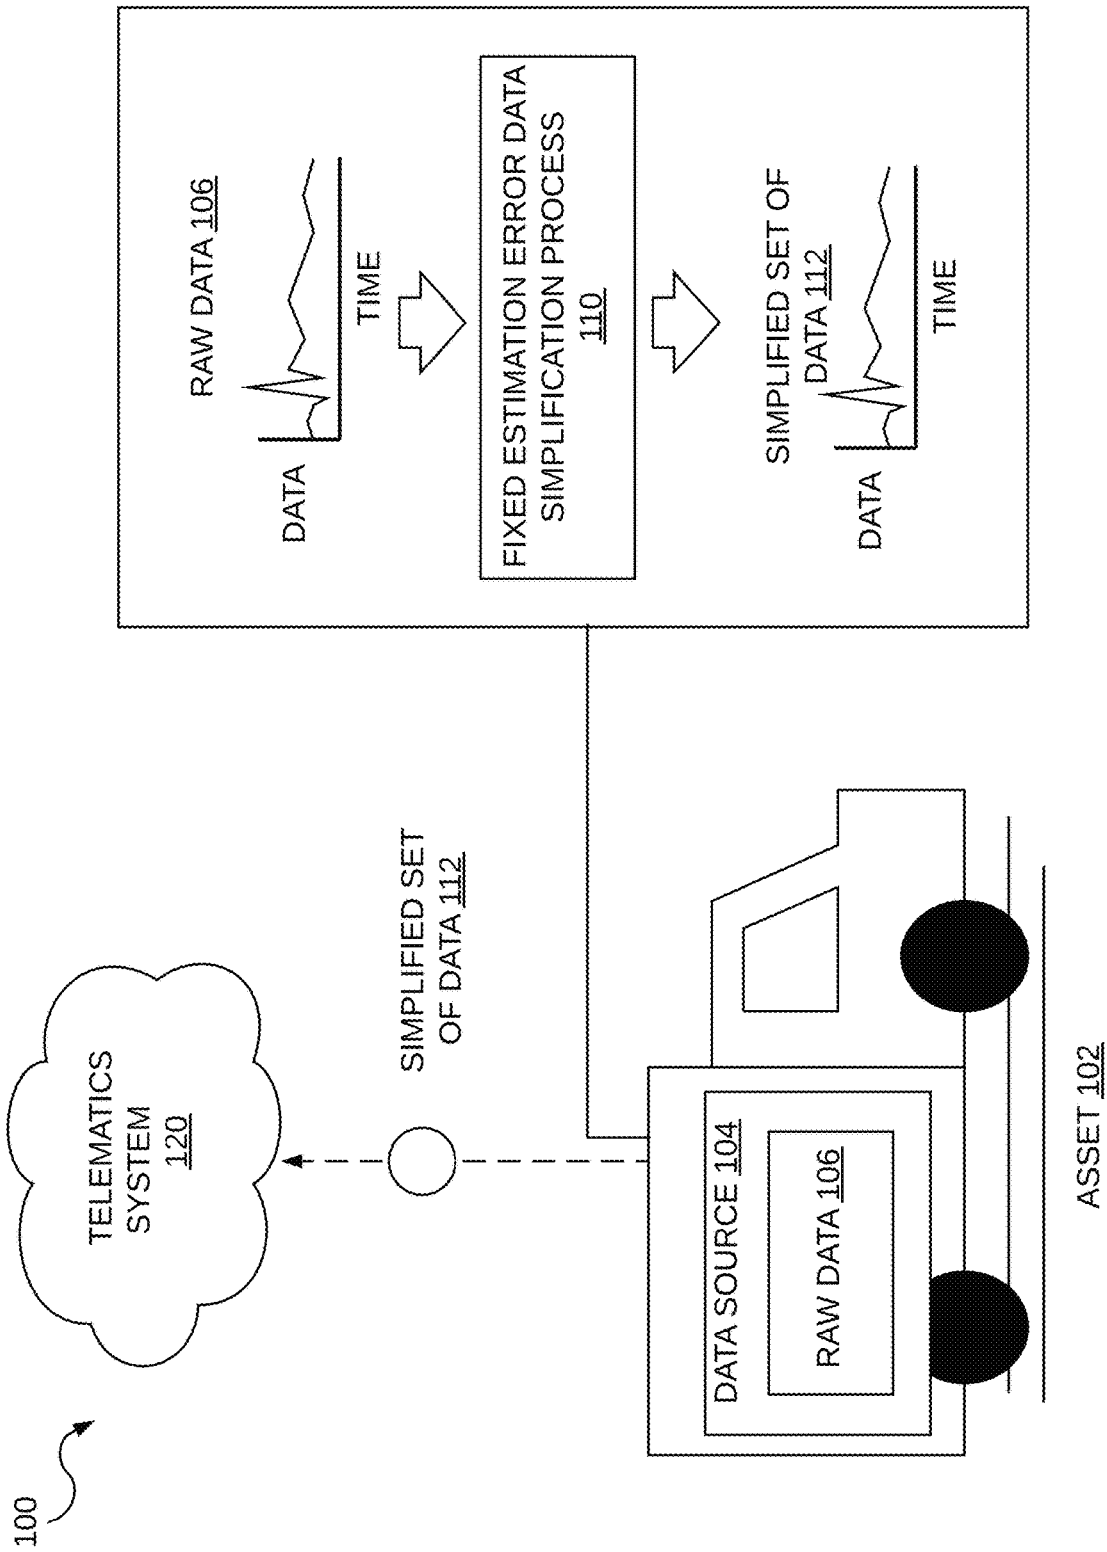 100
TELEMATICS
SYSTEM
120
SIMPLIFIED SET
OF DATA 112
DATA SOURCE 104
RAW DATA 106
ASSET 102
RAW DATA 106
DATA
TIME
FIXED ESTIMATION ERROR DATA
SIMPLIFICATION PROCESS
110
SIMPLIFIED SET OF
DATA 112
DATA
TIME